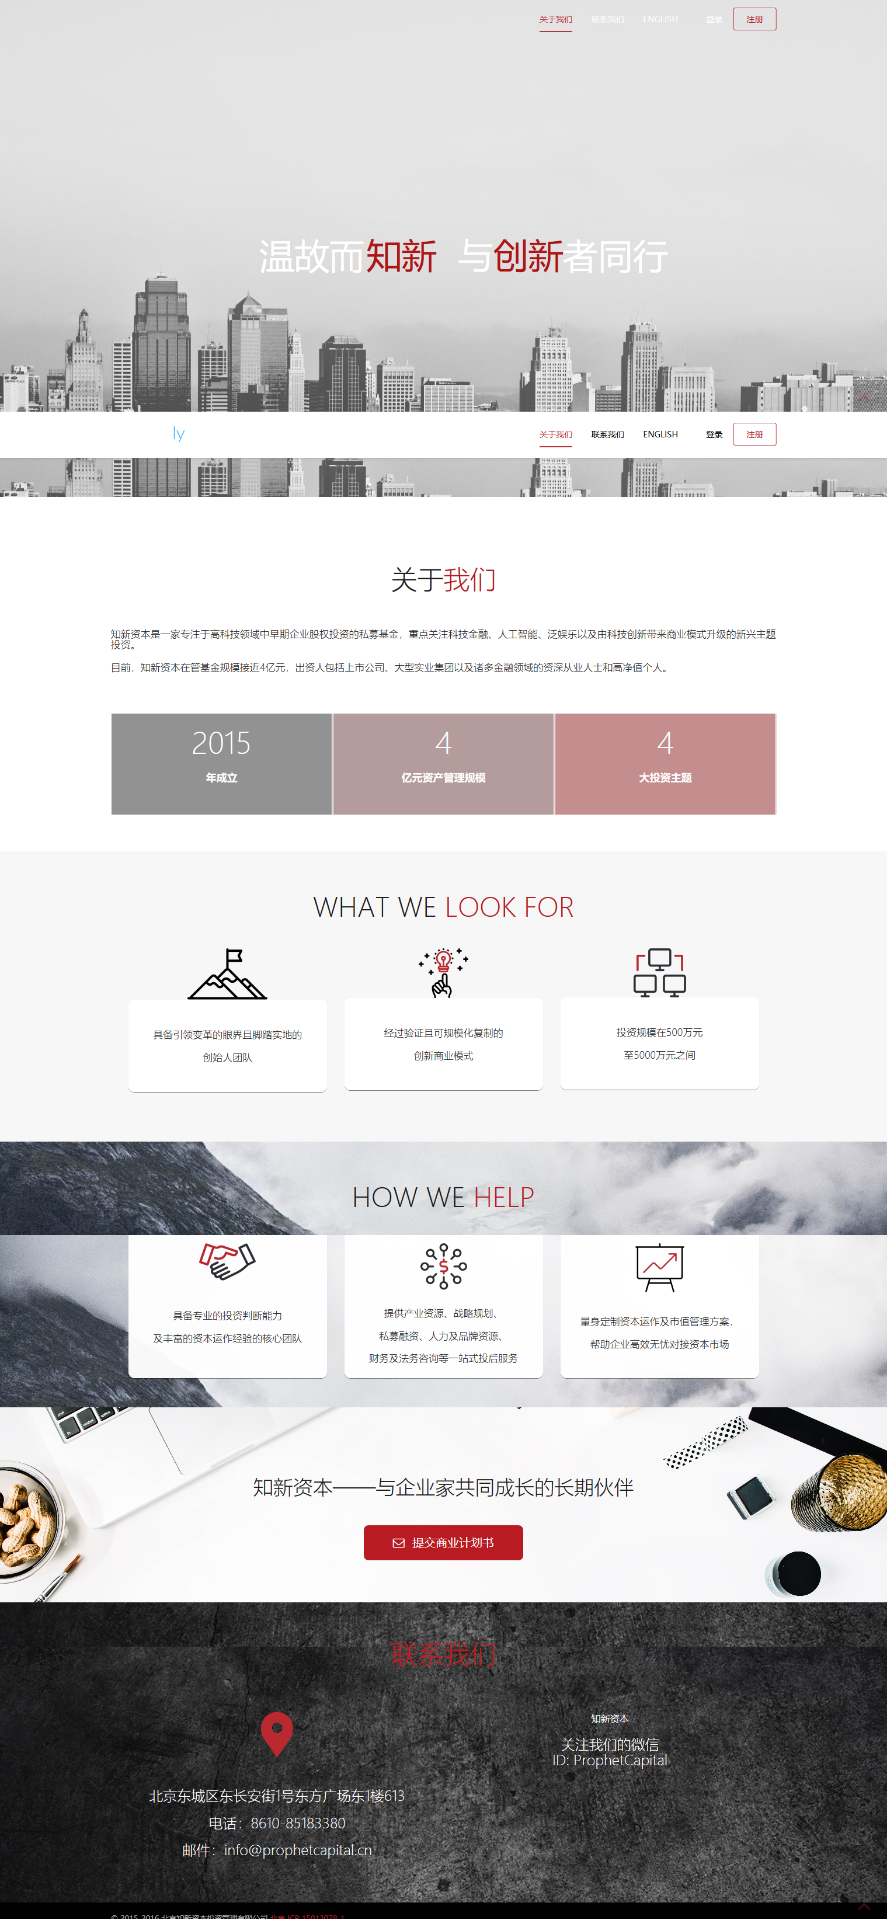 关于我们 联系我们 ENGLISH 登录 注册
温故而知新 与创新者同行
ly 关于我们 联系我们 ENGLISH 登录 注册
关于我们
知新资本是一家专注于高科技领域中早期企业股权投资的私募基金，重点关注科技金融、人工智能、泛娱乐以及由科技创新带来商业模式升级的新兴主题
投资。
目前，知新资本在管基金规模接近4亿元，出资人包括上市公司、大型实业集团以及诸多金融领域的资深从业人士和高净值个人。
2015 4 4
年成立 亿元资产管理规模 大投资主题
WHAT WE LOOK FOR
具备引领变革的眼界且脚踏实地的
创始人团队
经过验证且可规模化复制的
创新商业模式
投资规模在500万元
至5000万元之间
HOW WE HELP
具备专业的投资判断能力
及丰富的资本运作经验的核心团队
提供产业资源、战略规划、
私募融资、人力及品牌资源、
财务及法务咨询等一站式投后服务
量身定制资本运作及市值管理方案，
帮助企业高效无忧对接资本市场
知新资本——与企业家共同成长的长期伙伴
提交商业计划书
联系我们
北京东城区东长安街1号东方广场东1楼613
电话：8610-85183380
邮件：info@prophetcapital.cn
知新资本
关注我们的微信
ID: ProphetCapital
© 2015-2016 北京知新资本投资管理有限公司